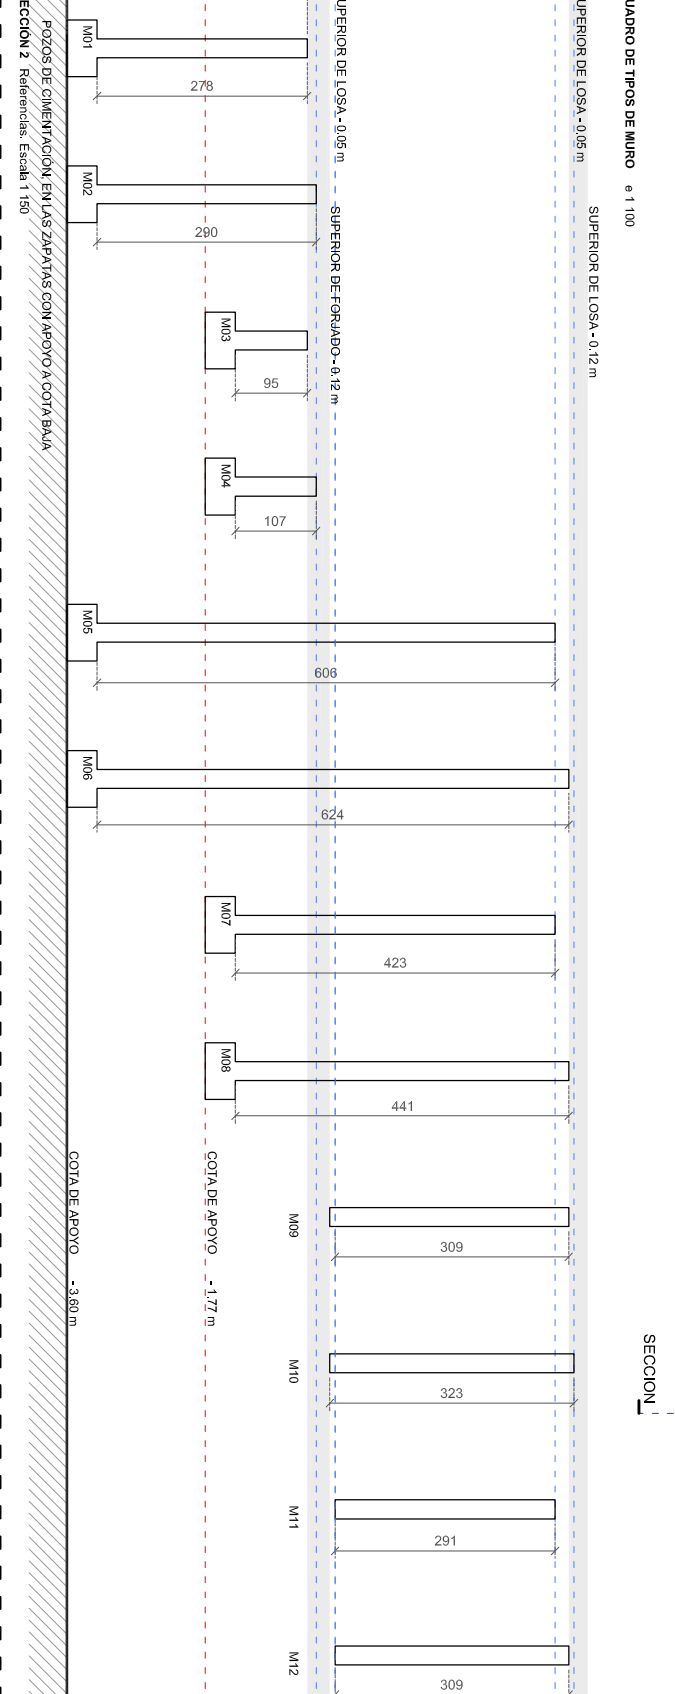 UADRO DE TIPOS DE MURO e 1 100
SUPERIOR DE LOSA - 0.12 m
UPERIOR DE LOSA - 0.05 m
UPERIOR DE LOSA - 0.05 m
SUPERIOR DE FORJADO - 0.12 m
M01
278
M02
290
M03
95
M04
107
M05
606
M06
624
M07
423
M08
441
M09
309
M10
323
M11
291
M12
309
SECCION
COTA DE APOYO - 1.77 m
COTA DE APOYO - 3.60 m
POZOS DE CIMENTACIÓN, EN LAS ZAPATAS CON APOYO A COTA BAJA
ECCIÓN 2 Referencias. Escala 1 150